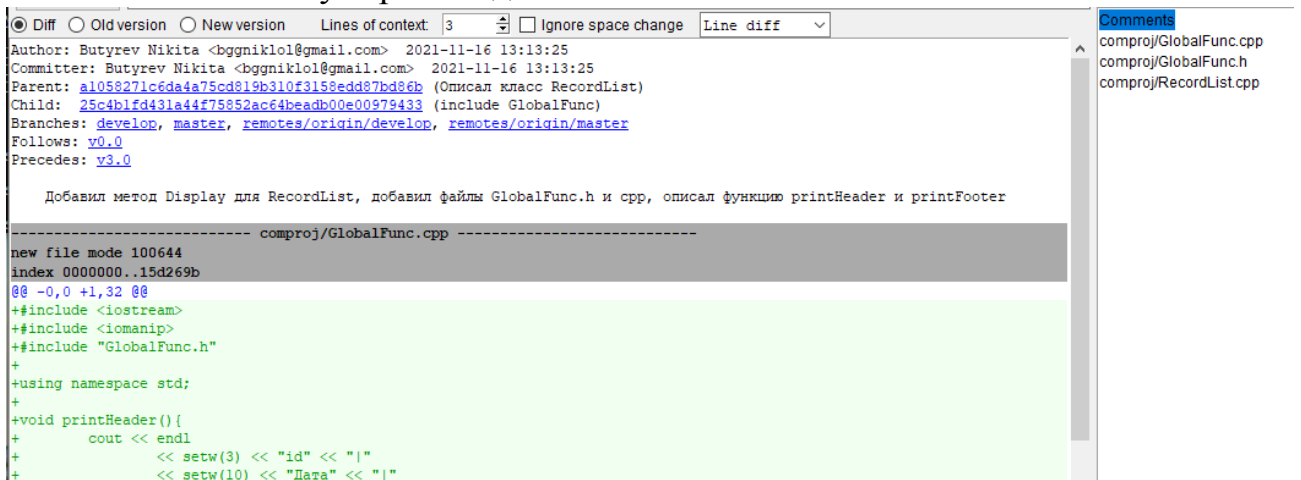 Diff Old version New version Lines of context: 3 Ignore space change Line diff
Author: Butyrev Nikita <bggniklol@gmail.com> 2021-11-16 13:13:25
Committer: Butyrev Nikita <bggniklol@gmail.com> 2021-11-16 13:13:25
Parent: a1058271c6da4a75cd819b310f3158edd87bd86b (Описал класс RecordList)
Child: 25c4b1fd431a44f75852ac64beadb00e00979433 (include GlobalFunc)
Branches: develop, master, remotes/origin/develop, remotes/origin/master
Follows: v0.0
Precedes: v3.0
Добавил метод Display для RecordList, добавил файлы GlobalFunc.h и cpp, описал функцию printHeader и printFooter
---------------------------- comproj/GlobalFunc.cpp ----------------------------
new file mode 100644
index 0000000..15d269b
@@ -0,0 +1,32 @@
+#include <iostream>
+#include <iomanip>
+#include "GlobalFunc.h"
+
+using namespace std;
+
+void printHeader(){
+ cout << endl
+ << setw(3) << "id" << "|"
+ << setw(10) << "Дата" << "|"
Comments
comproj/GlobalFunc.cpp
comproj/GlobalFunc.h
comproj/RecordList.cpp